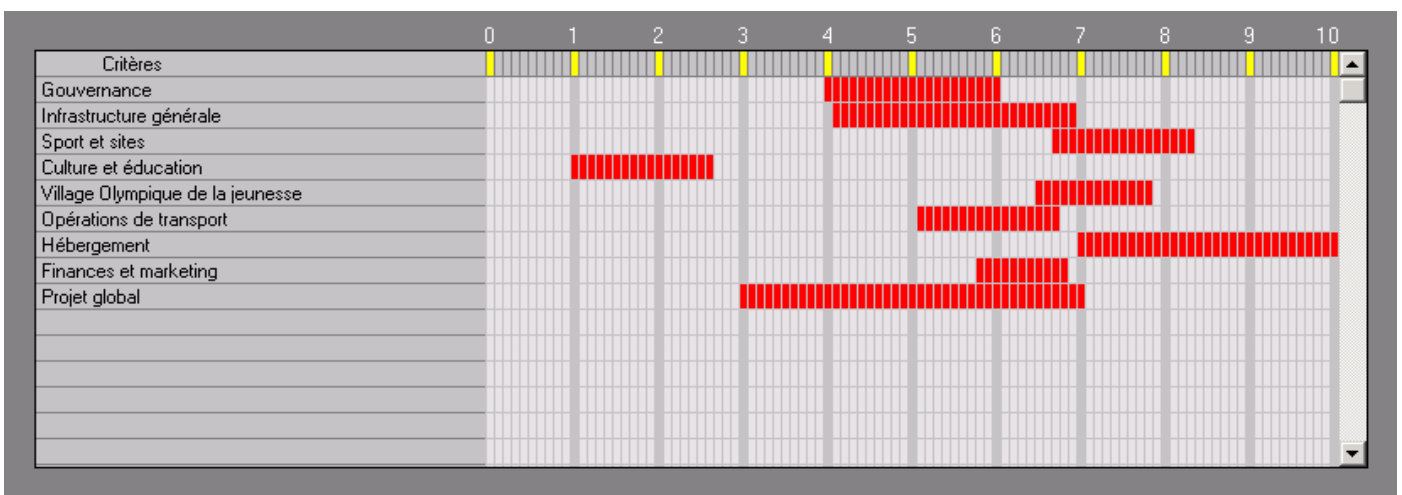 0 1 2 3 4 5 6 7 8 9 10
Critères
Gouvernance
Infrastructure générale
Sport et sites
Culture et éducation
Village Olympique de la jeunesse
Opérations de transport
Hébergement
Finances et marketing
Projet global